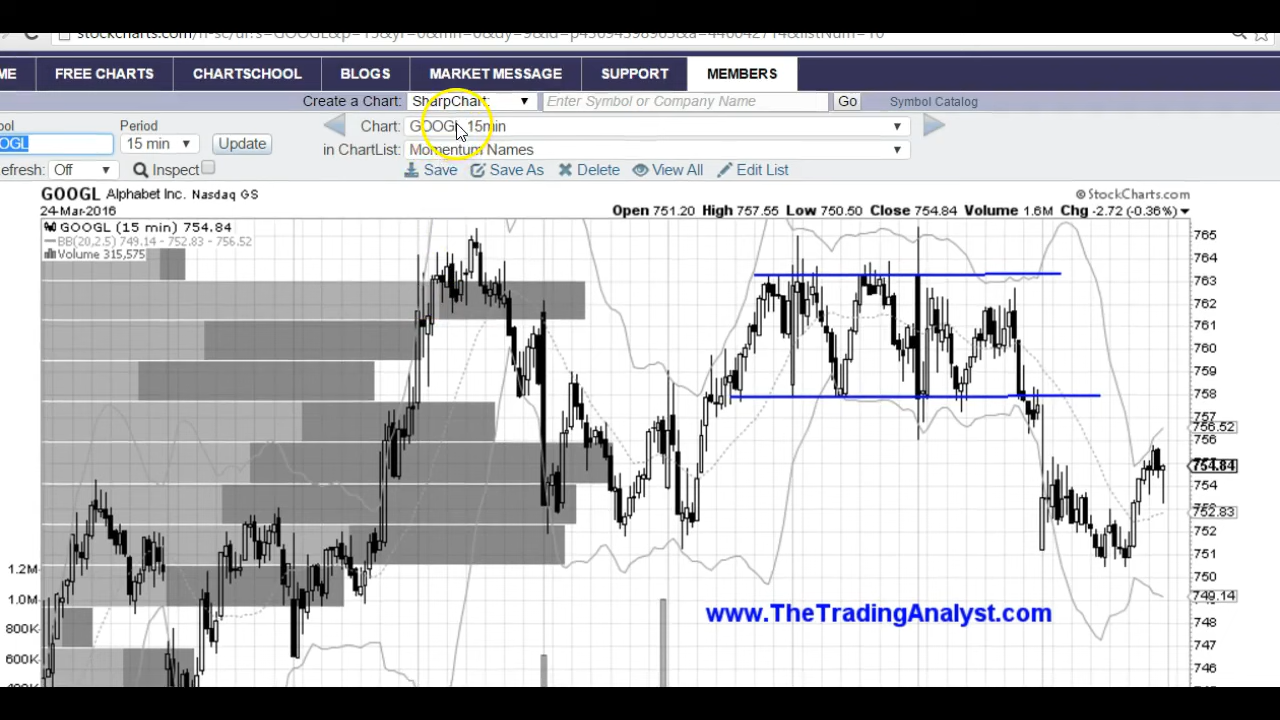 ME FREE CHARTS CHARTSCHOOL BLOGS MARKET MESSAGE SUPPORT MEMBERS
Create a Chart: SharpChart: Enter Symbol or Company Name Go Symbol Catalog
Period Chart: GOOGL 15min
OGL 15 min Update in ChartList: Momentum Names
efresh: Off Inspect Save Save As Delete View All Edit List
GOOGL Alphabet Inc. Nasdaq GS © StockCharts.com
24-Mar-2016 Open 751.20 High 757.55 Low 750.50 Close 754.84 Volume 1.6M Chg -2.72 (-0.36%)
GOOGL (15 min) 754.84
BB(20,2.5) 749.14 - 752.83 - 756.52
Volume 315,575
765
764
763
762
761
760
759
758
757
756.52
756
754.84
754
752.83
752
751
750
749.14
748
747
746
1.2M
1.0M
800K
600K
www.TheTradingAnalyst.com